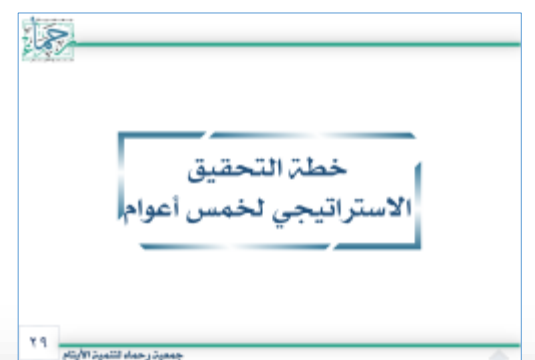 رحماء
خطة التحقيق
الاستراتيجي لخمس أعوام
٢٩
جمعية رحماء لتنمية الأيتام